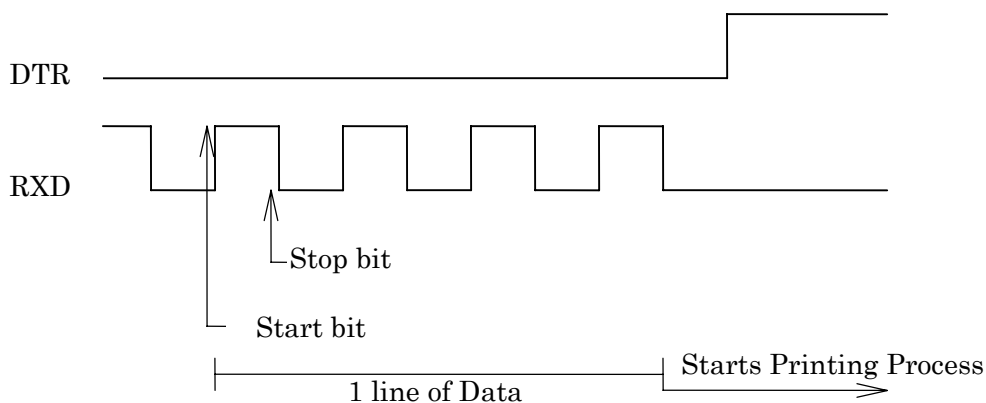 DTR
RXD
Stop bit
Start bit
Starts Printing Process
1 line of Data